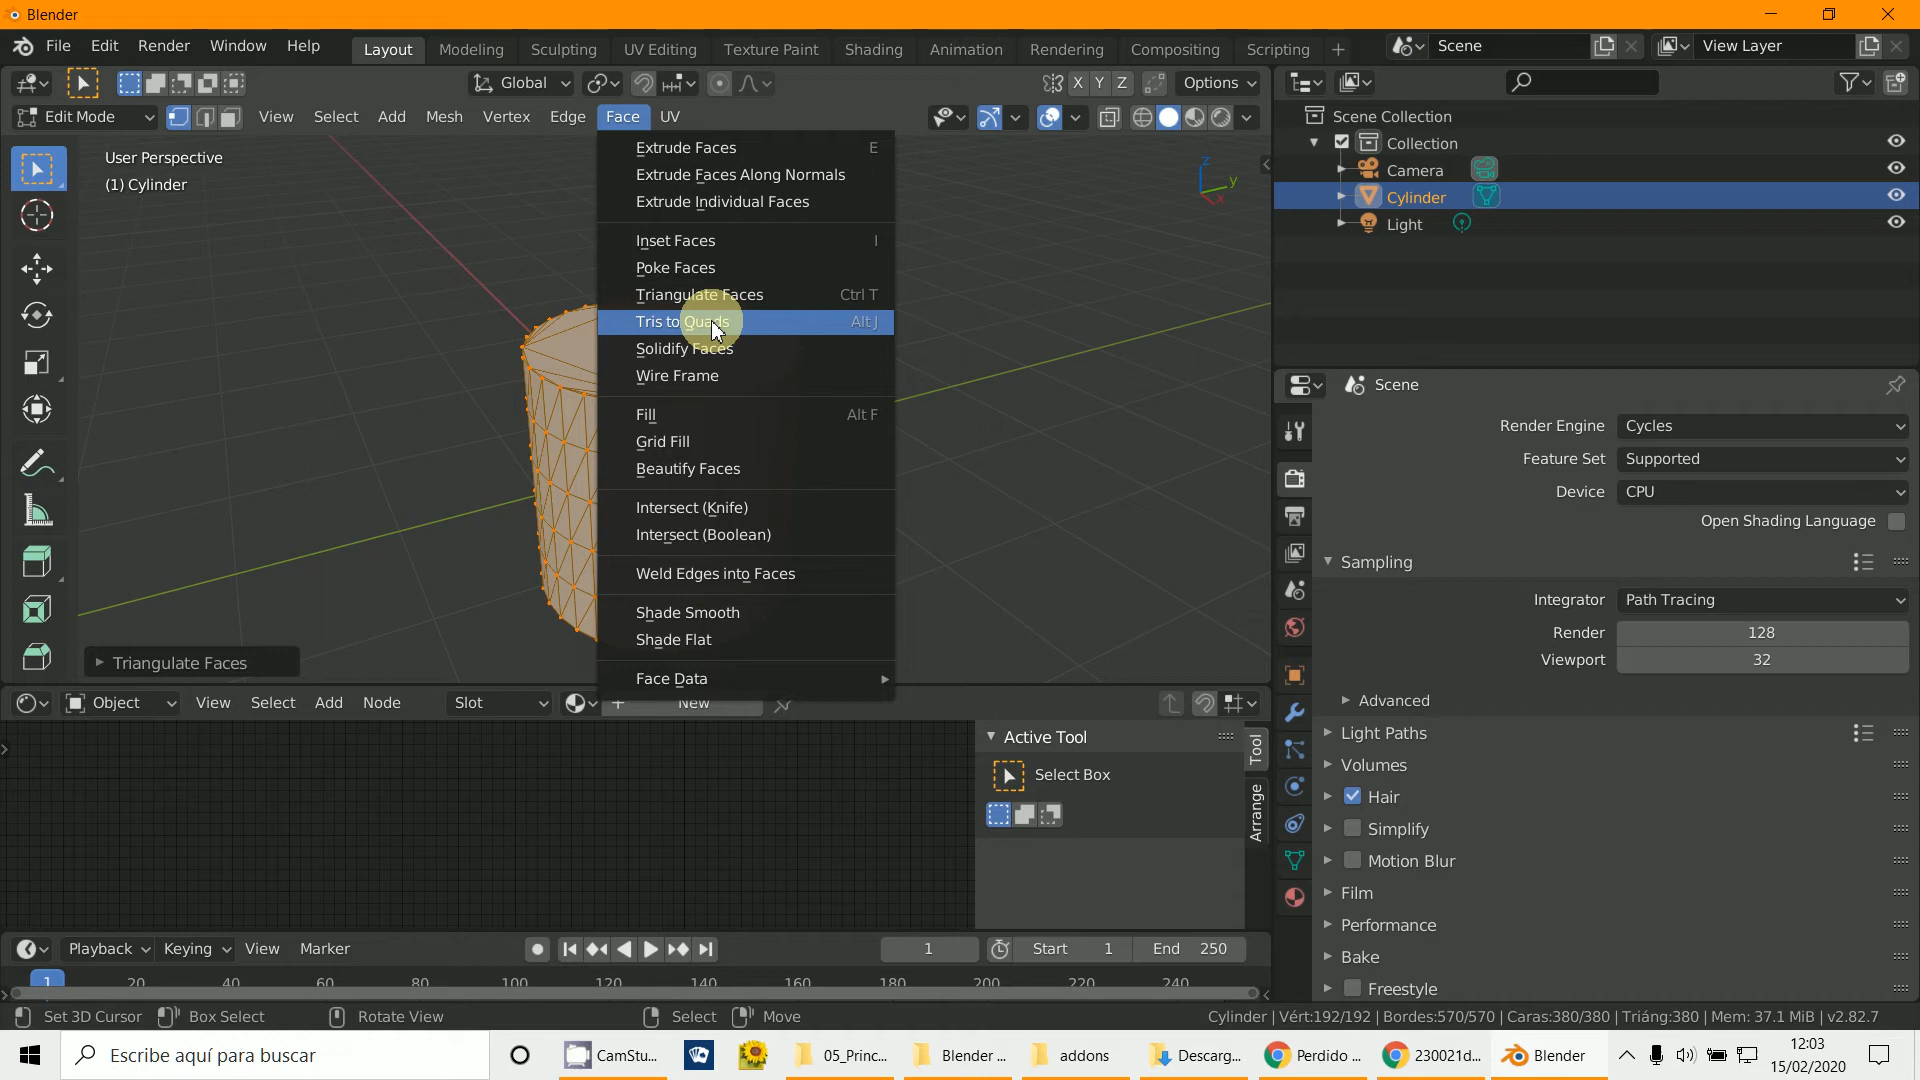 Blender
File Edit Render Window Help Layout Modeling Sculpting UV Editing Texture Paint Shading Animation Rendering Compositing Scripting + Scene View Layer
Global X Y Z Options
Edit Mode View Select Add Mesh Vertex Edge Face UV
User Perspective
(1) Cylinder
Z
Y
X
Extrude Faces E
Extrude Faces Along Normals
Extrude Individual Faces
Inset Faces I
Poke Faces
Triangulate Faces Ctrl T
Tris to Quads Alt J
Solidify Faces
Wire Frame
Fill Alt F
Grid Fill
Beautify Faces
Intersect (Knife)
Intersect (Boolean)
Weld Edges into Faces
Shade Smooth
Shade Flat
Face Data
Triangulate Faces
Scene Collection
Collection
Camera
Cylinder
Light
Scene
Render Engine Cycles
Feature Set Supported
Device CPU
Open Shading Language
Sampling
Integrator Path Tracing
Render 128
Viewport 32
Advanced
Light Paths
Volumes
Hair
Simplify
Motion Blur
Film
Performance
Bake
Freestyle
Object View Select Add Node Slot New
Active Tool
Select Box
Tool
Arrange
Playback Keying View Marker 1 Start 1 End 250
1 20 40 60 80 100 120 140 160 180 200 220 240
Set 3D Cursor Box Select Rotate View Select Move Cylinder | Vért:192/192 | Bordes:570/570 | Caras:380/380 | Triáng:380 | Mem: 37.1 MiB | v2.82.7
Escribe aquí para buscar CamStu... 05_Princ... Blender ... addons Descarg... Perdido ... 230021d... Blender 12:03
15/02/2020